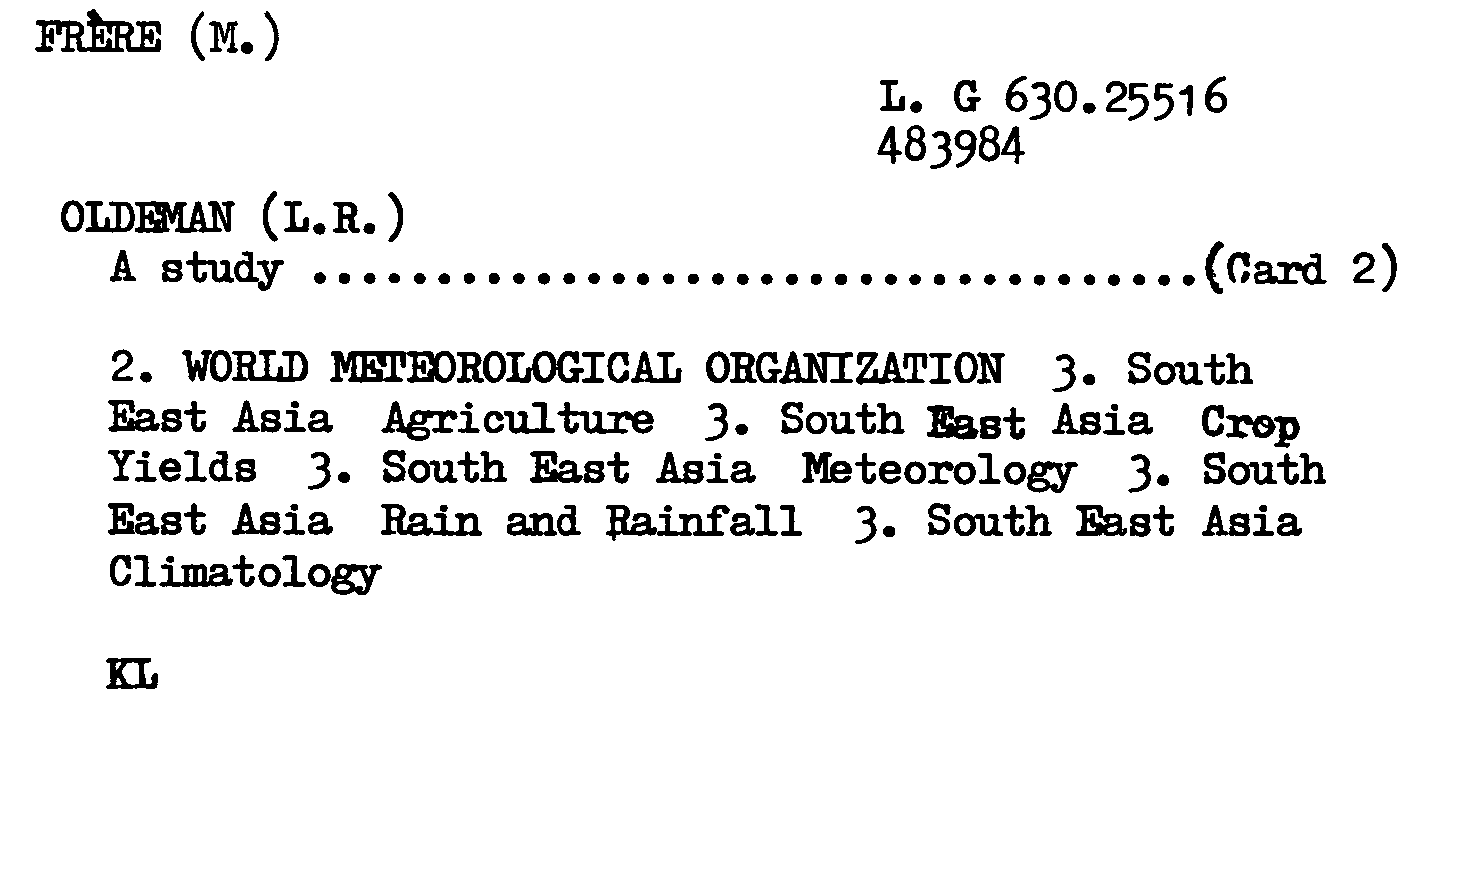 FRÈRE (M.)
L. G 630.25516
483984
OLDEMAN (L.R.)
A study ....................................(Card 2)
2. WORLD METEOROLOGICAL ORGANIZATION 3. South
East Asia Agriculture 3. South East Asia Crop
Yields 3. South East Asia Meteorology 3. South
East Asia Rain and Rainfall 3. South East Asia
Climatology
KL